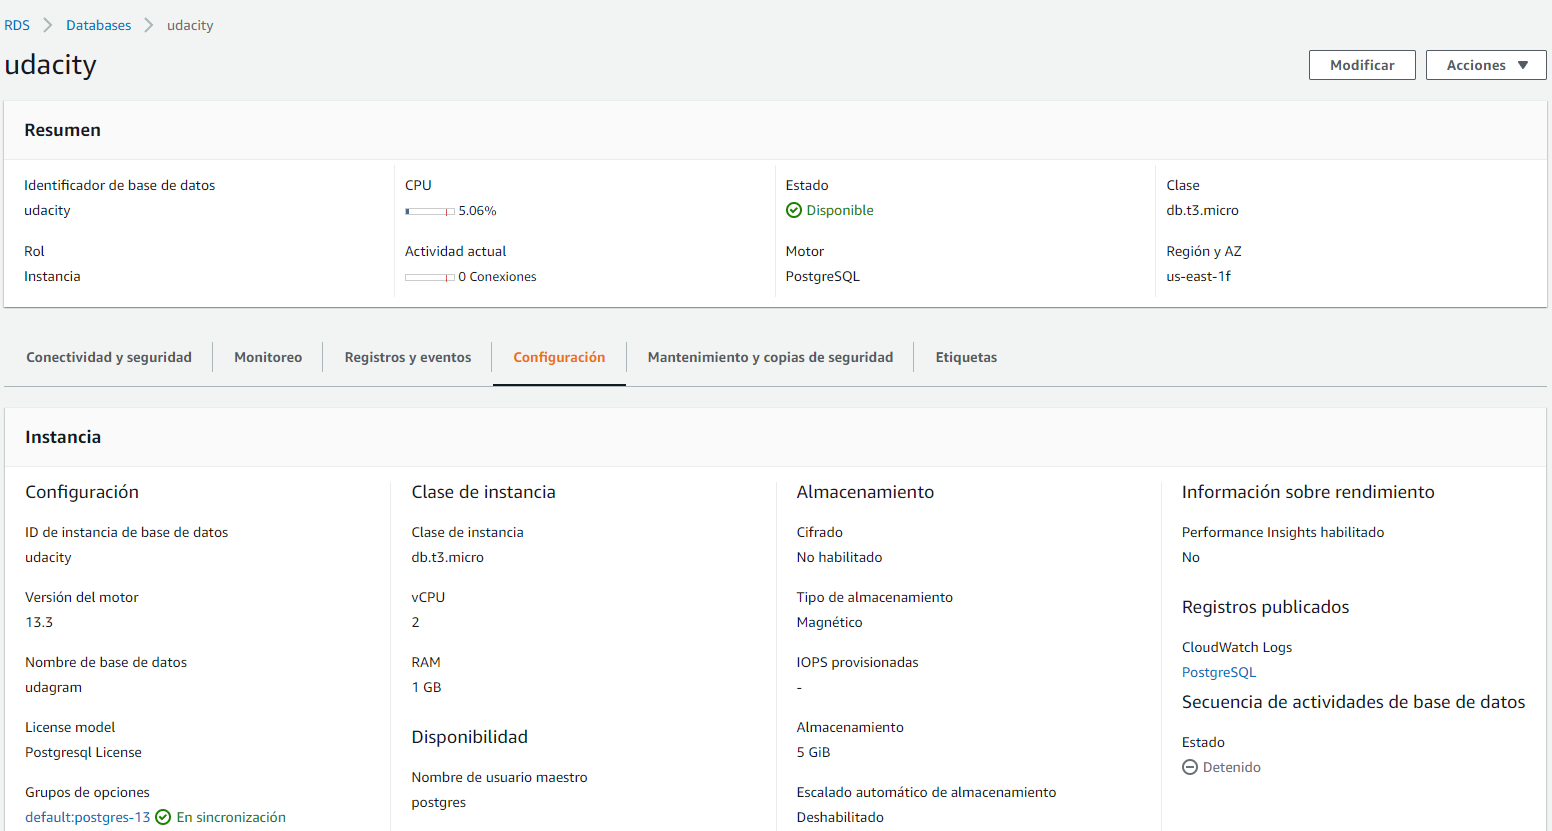 RDS > Databases > udacity
udacity
Modificar
Acciones
Resumen
Identificador de base de datos
udacity
CPU
5.06%
Estado
Disponible
Clase
db.t3.micro
Rol
Instancia
Actividad actual
0 Conexiones
Motor
PostgreSQL
Región y AZ
us-east-1f
Conectividad y seguridad
Monitoreo
Registros y eventos
Configuración
Mantenimiento y copias de seguridad
Etiquetas
Instancia
Configuración
ID de instancia de base de datos
udacity
Versión del motor
13.3
Nombre de base de datos
udagram
License model
Postgresql License
Grupos de opciones
default:postgres-13 En sincronización
Clase de instancia
Clase de instancia
db.t3.micro
vCPU
2
RAM
1 GB
Disponibilidad
Nombre de usuario maestro
postgres
Almacenamiento
Cifrado
No habilitado
Tipo de almacenamiento
Magnético
IOPS provisionadas
-
Almacenamiento
5 GiB
Escalado automático de almacenamiento
Deshabilitado
Información sobre rendimiento
Performance Insights habilitado
No
Registros publicados
CloudWatch Logs
PostgreSQL
Secuencia de actividades de base de datos
Estado
Detenido